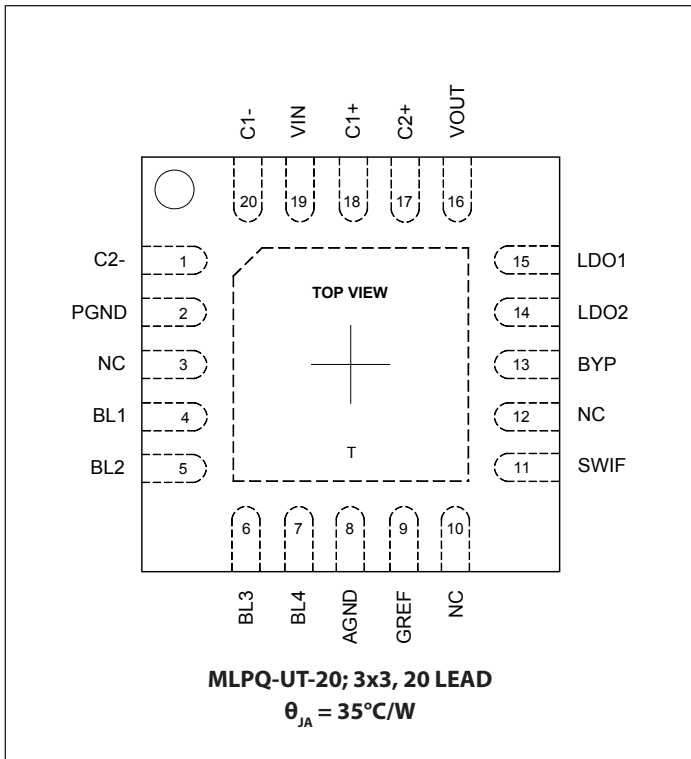 C1-
VIN
C1+
C2+
VOUT
20
19
18
17
16
C2-
1
PGND
2
NC
3
BL1
4
BL2
5
TOP VIEW
T
15
LDO1
14
LDO2
13
BYP
12
NC
11
SWIF
6
7
8
9
10
BL3
BL4
AGND
GREF
NC
MLPQ-UT-20; 3x3, 20 LEAD
θJA = 35°C/W